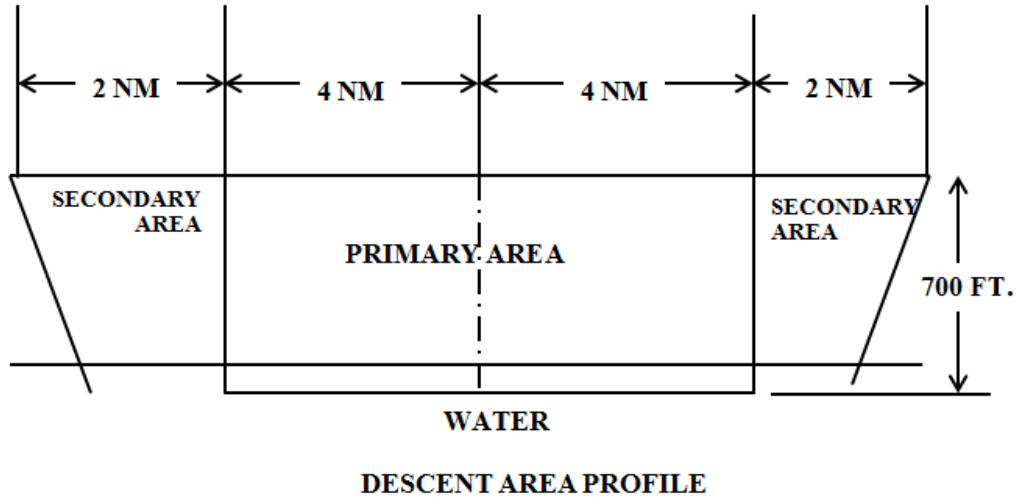 2 NM
4 NM
4 NM
2 NM
SECONDARY
AREA
PRIMARY AREA
SECONDARY
AREA
700 FT.
WATER
DESCENT AREA PROFILE